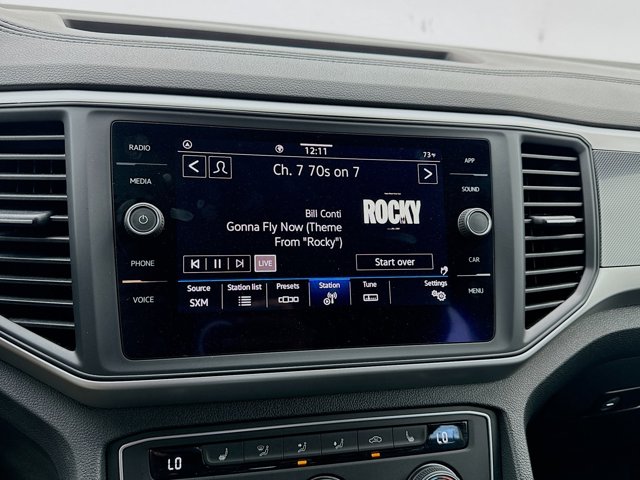 RADIO
MEDIA
PHONE
VOICE
12:11
73°F
Ch. 7 70s on 7
Bill Conti
Gonna Fly Now (Theme
From "Rocky")
ROCKY
LIVE
Start over
Source
SXM
Station list
Presets
Station
Tune
Settings
APP
SOUND
CAR
MENU
LO
LO